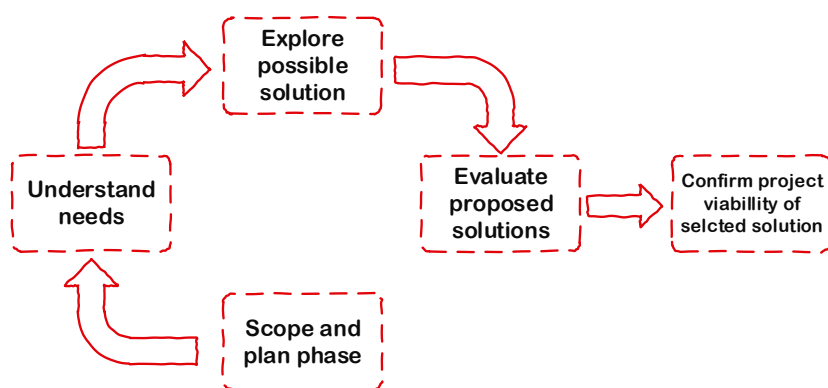 Explore
possible
solution
Understand
needs
Evaluate
proposed
solutions
Confirm project
viabillity of
selcted solution
Scope and
plan phase